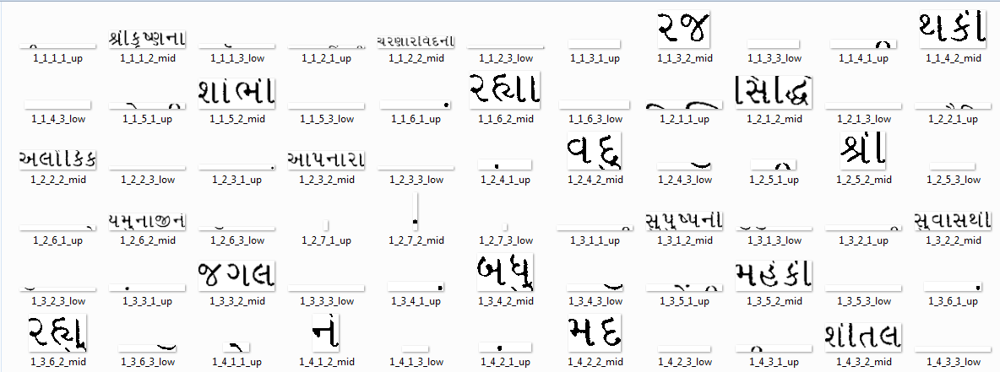 શ્રીકૃષ્ણના ચરણારવિંદની રજ થકી
1_1_1_1_up 1_1_1_2_mid 1_1_1_3_low 1_1_2_1_up 1_1_2_2_mid 1_1_2_3_low 1_1_3_1_up 1_1_3_2_mid 1_1_3_3_low 1_1_4_1_up 1_1_4_2_mid
શાભા રહ્યા સિદ્ધિ
1_1_4_3_low 1_1_5_1_up 1_1_5_2_mid 1_1_5_3_low 1_1_6_1_up 1_1_6_2_mid 1_1_6_3_low 1_2_1_1_up 1_2_1_2_mid 1_2_1_3_low 1_2_2_1_up
અલાકિક આપનારા વદુ શ્રી
1_2_2_2_mid 1_2_2_3_low 1_2_3_1_up 1_2_3_2_mid 1_2_3_3_low 1_2_4_1_up 1_2_4_2_mid 1_2_4_3_low 1_2_5_1_up 1_2_5_2_mid 1_2_5_3_low
યમુનાજીન સુપુષ્પના સુવાસથી
1_2_6_1_up 1_2_6_2_mid 1_2_6_3_low 1_2_7_1_up 1_2_7_2_mid 1_2_7_3_low 1_3_1_1_up 1_3_1_2_mid 1_3_1_3_low 1_3_2_1_up 1_3_2_2_mid
જગલ બધુ મહકી
1_3_2_3_low 1_3_3_1_up 1_3_3_2_mid 1_3_3_3_low 1_3_4_1_up 1_3_4_2_mid 1_3_4_3_low 1_3_5_1_up 1_3_5_2_mid 1_3_5_3_low 1_3_6_1_up
રહ્યુ ન મદ શીતલ
1_3_6_2_mid 1_3_6_3_low 1_4_1_1_up 1_4_1_2_mid 1_4_1_3_low 1_4_2_1_up 1_4_2_2_mid 1_4_2_3_low 1_4_3_1_up 1_4_3_2_mid 1_4_3_3_low